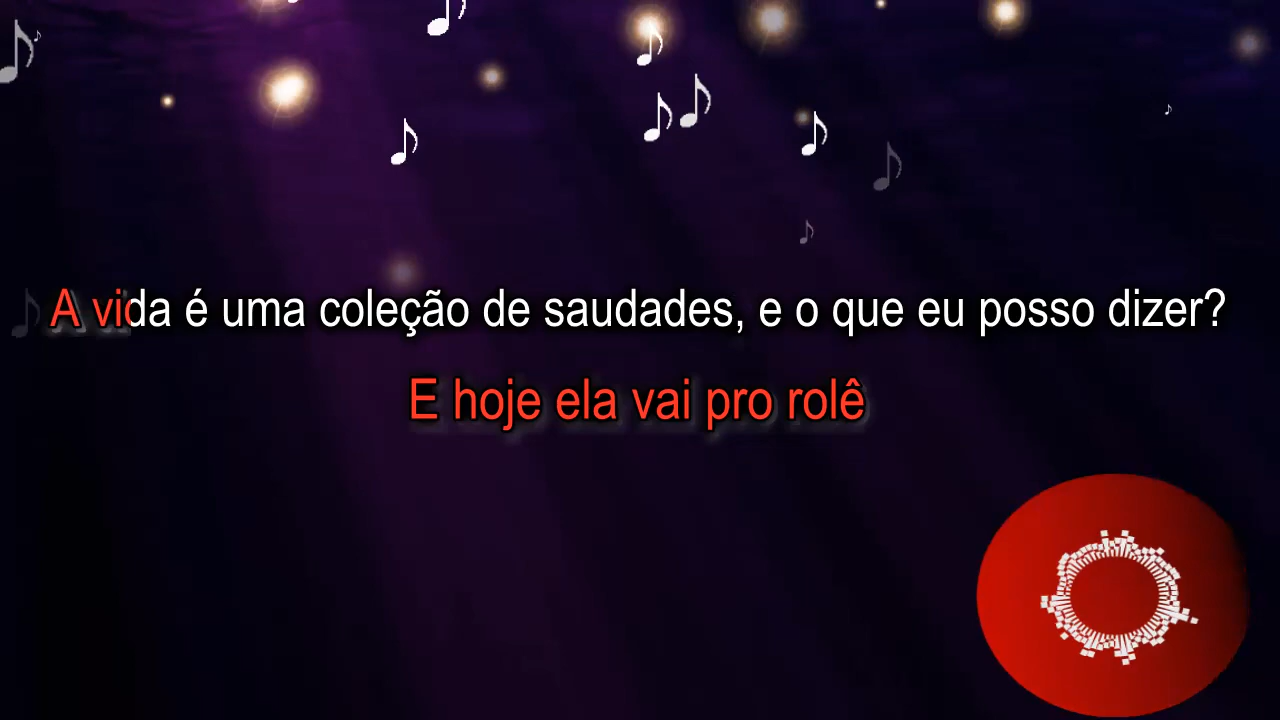 A vida é uma coleção de saudades, e o que eu posso dizer?
E hoje ela vai pro rolê